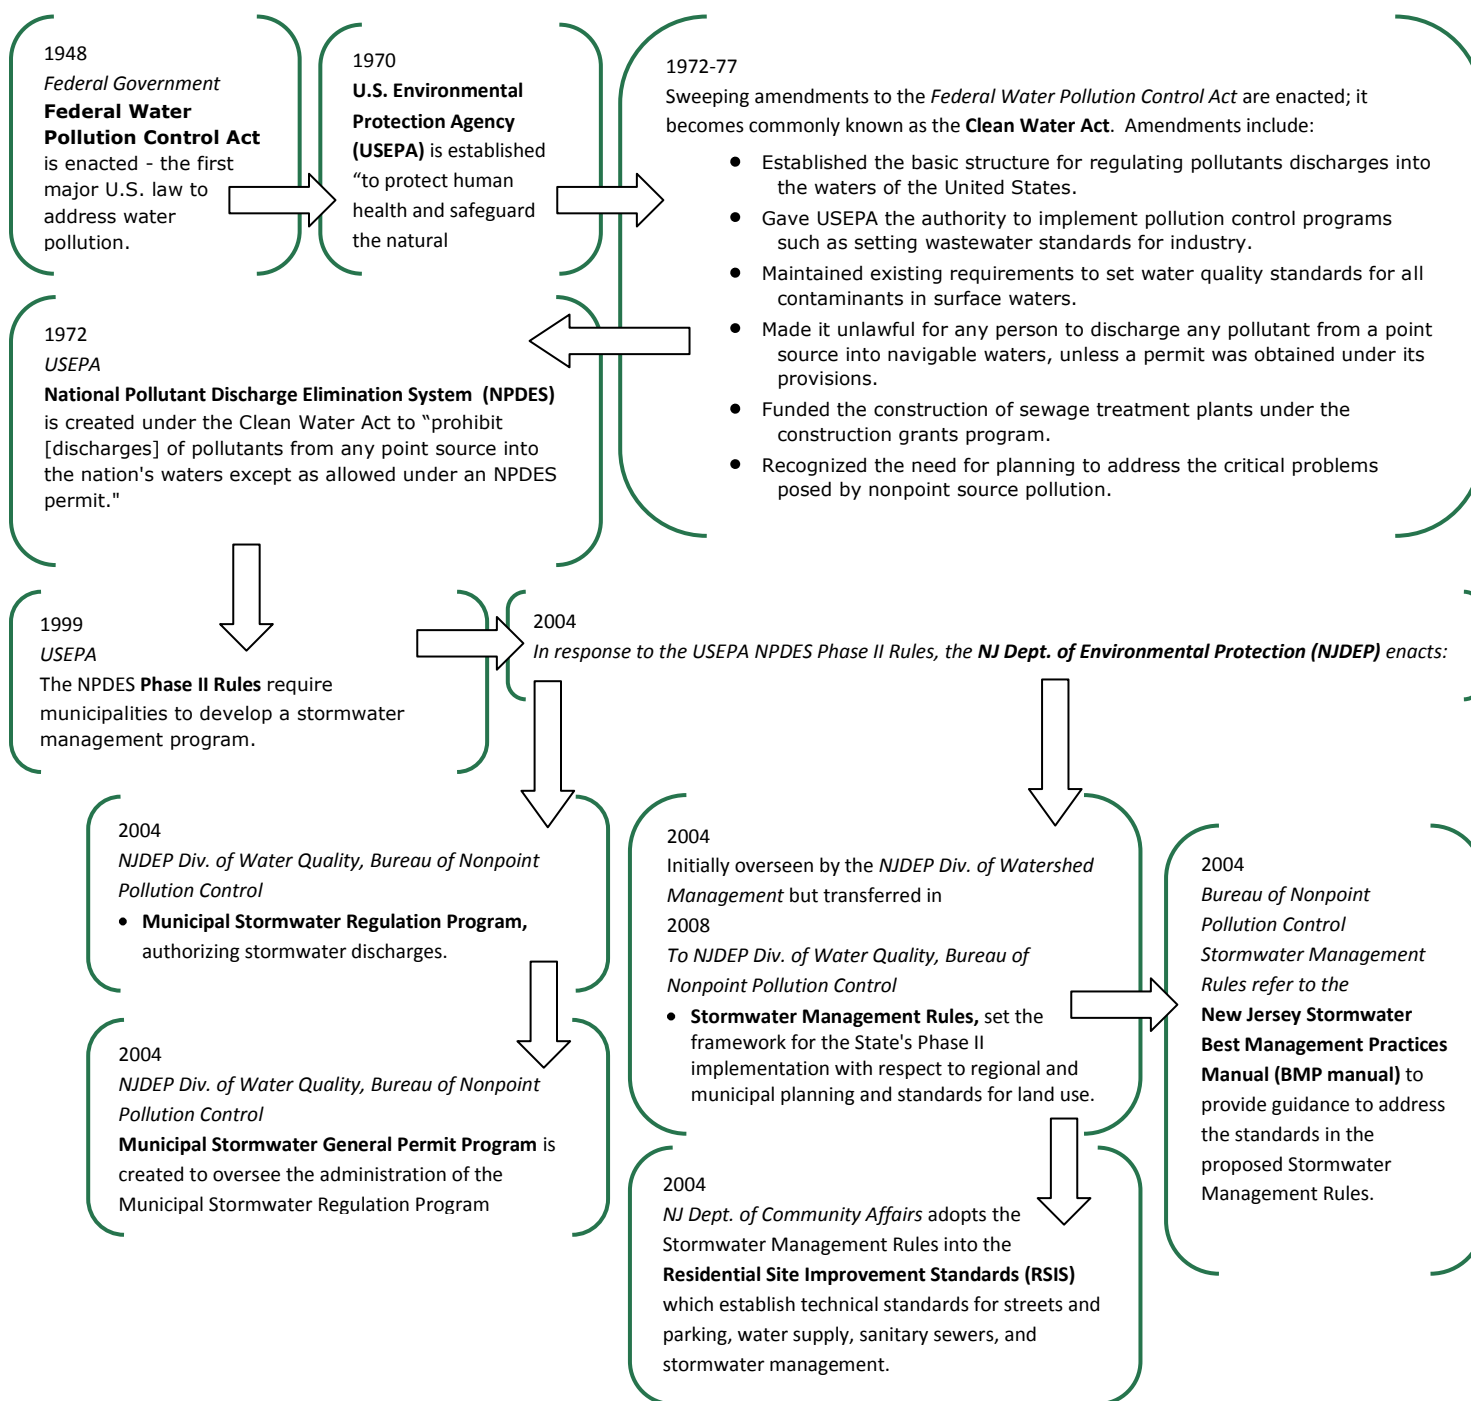 1948
Federal Government
Federal Water
Pollution Control Act
is enacted - the first
major U.S. law to
address water
pollution.
1970
U.S. Environmental
Protection Agency
(USEPA) is established
“to protect human
health and safeguard
the natural
1972-77
Sweeping amendments to the Federal Water Pollution Control Act are enacted; it
becomes commonly known as the Clean Water Act. Amendments include:
● Established the basic structure for regulating pollutants discharges into
the waters of the United States.
● Gave USEPA the authority to implement pollution control programs
such as setting wastewater standards for industry.
● Maintained existing requirements to set water quality standards for all
contaminants in surface waters.
● Made it unlawful for any person to discharge any pollutant from a point
source into navigable waters, unless a permit was obtained under its
provisions.
● Funded the construction of sewage treatment plants under the
construction grants program.
● Recognized the need for planning to address the critical problems
posed by nonpoint source pollution.
1972
USEPA
National Pollutant Discharge Elimination System (NPDES)
is created under the Clean Water Act to “prohibit
[discharges] of pollutants from any point source into
the nation's waters except as allowed under an NPDES
permit."
1999
USEPA
The NPDES Phase II Rules require
municipalities to develop a stormwater
management program.
2004
In response to the USEPA NPDES Phase II Rules, the NJ Dept. of Environmental Protection (NJDEP) enacts:
2004
NJDEP Div. of Water Quality, Bureau of Nonpoint
Pollution Control
● Municipal Stormwater Regulation Program,
authorizing stormwater discharges.
2004
NJDEP Div. of Water Quality, Bureau of Nonpoint
Pollution Control
Municipal Stormwater General Permit Program is
created to oversee the administration of the
Municipal Stormwater Regulation Program
2004
Initially overseen by the NJDEP Div. of Watershed
Management but transferred in
2008
To NJDEP Div. of Water Quality, Bureau of
Nonpoint Pollution Control
● Stormwater Management Rules, set the
framework for the State's Phase II
implementation with respect to regional and
municipal planning and standards for land use.
2004
NJ Dept. of Community Affairs adopts the
Stormwater Management Rules into the
Residential Site Improvement Standards (RSIS)
which establish technical standards for streets and
parking, water supply, sanitary sewers, and
stormwater management.
2004
Bureau of Nonpoint
Pollution Control
Stormwater Management
Rules refer to the
New Jersey Stormwater
Best Management Practices
Manual (BMP manual) to
provide guidance to address
the standards in the
proposed Stormwater
Management Rules.